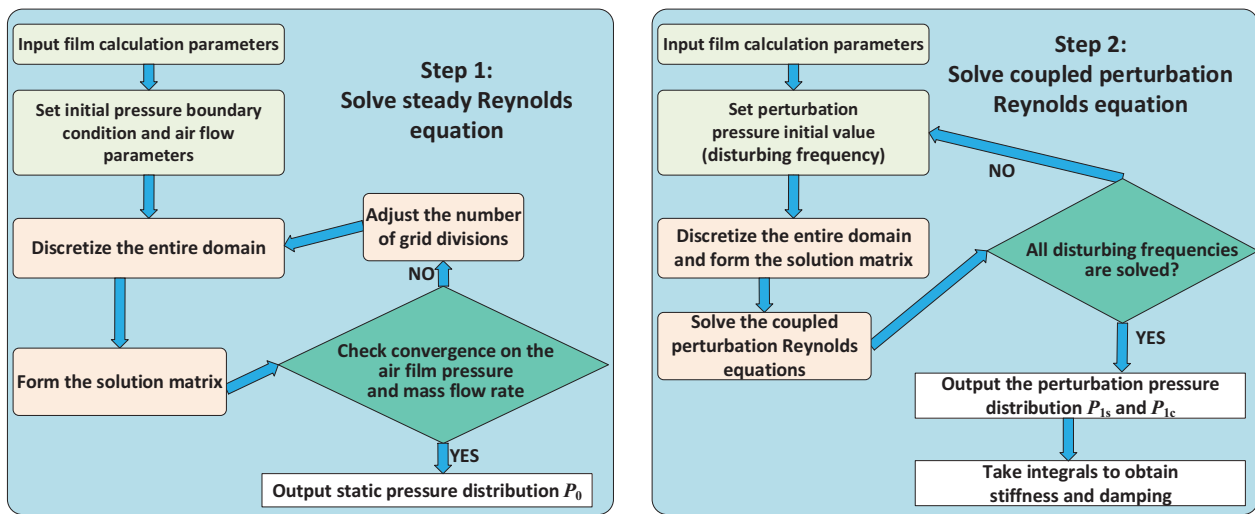 Input film calculation parameters
Step 1:
Solve steady Reynolds
equation
Set initial pressure boundary
condition and air flow
parameters
Adjust the number
of grid divisions
Discretize the entire domain
NO
Check convergence on the
air film pressure
and mass flow rate
Form the solution matrix
YES
Output static pressure distribution P0
Input film calculation parameters
Step 2:
Solve coupled perturbation
Reynolds equation
Set perturbation
pressure initial value
(disturbing frequency)
NO
Discretize the entire domain
and form the solution matrix
All disturbing frequencies
are solved?
Solve the coupled
perturbation Reynolds
equations
YES
Output the perturbation pressure
distribution P1s and P1c
Take integrals to obtain
stiffness and damping